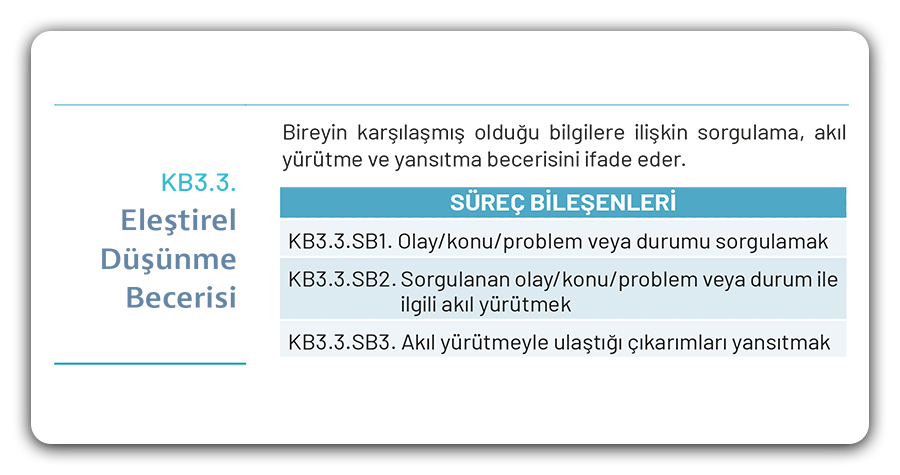 KB3.3.
Eleştirel
Düşünme
Becerisi
Bireyin karşılaşmış olduğu bilgilere ilişkin sorgulama, akıl
yürütme ve yansıtma becerisini ifade eder.
SÜREÇ BİLEŞENLERİ
KB3.3.SB1. Olay/konu/problem veya durumu sorgulamak
KB3.3.SB2. Sorgulanan olay/konu/problem veya durum ile
ilgili akıl yürütmek
KB3.3.SB3. Akıl yürütmeyle ulaştığı çıkarımları yansıtmak